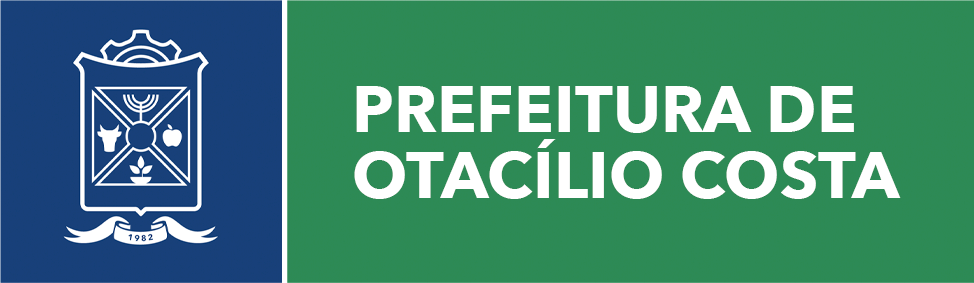 1982
PREFEITURA DE
OTACÍLIO COSTA